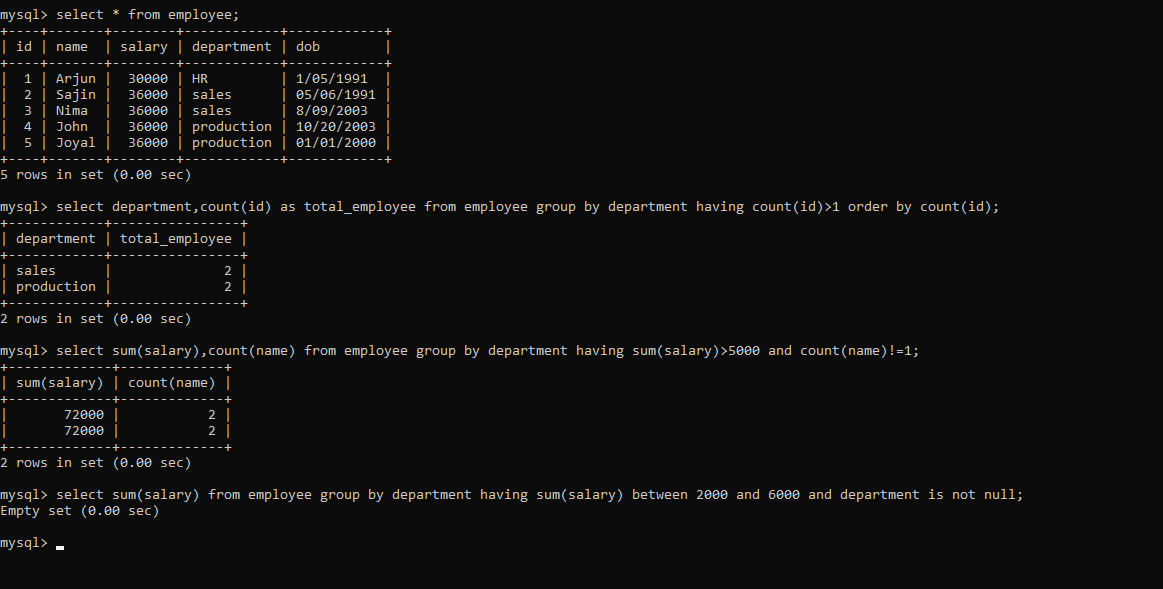 mysql> select * from employee;
+----+-------+--------+------------+------------+
| id | name  | salary | department | dob        |
+----+-------+--------+------------+------------+
|  1 | Arjun |  30000 | HR         | 1/05/1991  |
|  2 | Sajin |  36000 | sales      | 05/06/1991 |
|  3 | Nima  |  36000 | sales      | 8/09/2003  |
|  4 | John  |  36000 | production | 10/20/2003 |
|  5 | Joyal |  36000 | production | 01/01/2000 |
+----+-------+--------+------------+------------+
5 rows in set (0.00 sec)
mysql> select department,count(id) as total_employee from employee group by department having count(id)>1 order by count(id);
+------------+----------------+
| department | total_employee |
+------------+----------------+
| sales      |              2 |
| production |              2 |
+------------+----------------+
2 rows in set (0.00 sec)
mysql> select sum(salary),count(name) from employee group by department having sum(salary)>5000 and count(name)!=1;
+-------------+-------------+
| sum(salary) | count(name) |
+-------------+-------------+
|       72000 |           2 |
|       72000 |           2 |
+-------------+-------------+
2 rows in set (0.00 sec)
mysql> select sum(salary) from employee group by department having sum(salary) between 2000 and 6000 and department is not null;
Empty set (0.00 sec)
mysql>